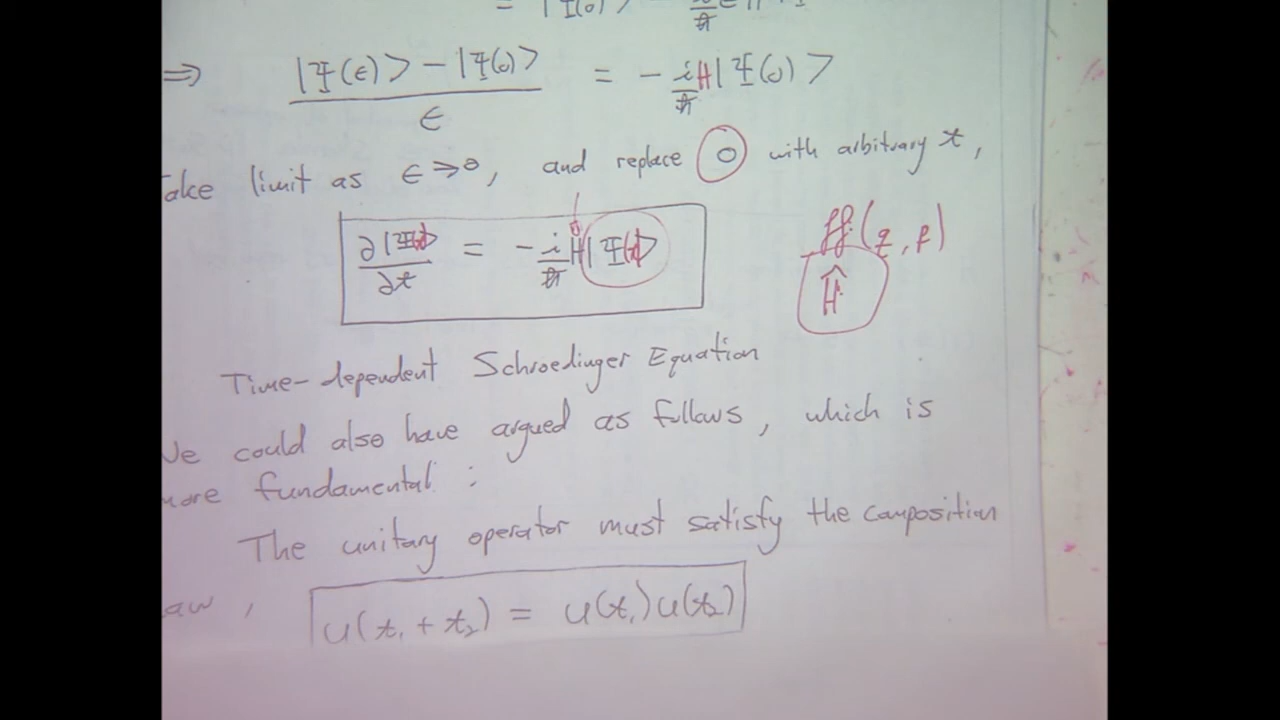 = |Ψ(0)> - i/ħ ε H
⇒ (|Ψ(ε)> - |Ψ(0)>)/ε = - i/ħ H|Ψ(0)>
Take limit as ε→0, and replace 0 with arbitrary t,
∂|Ψ(t)>/∂t = - i/ħ H|Ψ(t)>
(q, p)
Ĥ
Time-dependent Schroedinger Equation
We could also have argued as follows, which is
more fundamental :
The unitary operator must satisfy the composition
law, U(t₁ + t₂) = U(t₁)U(t₂)